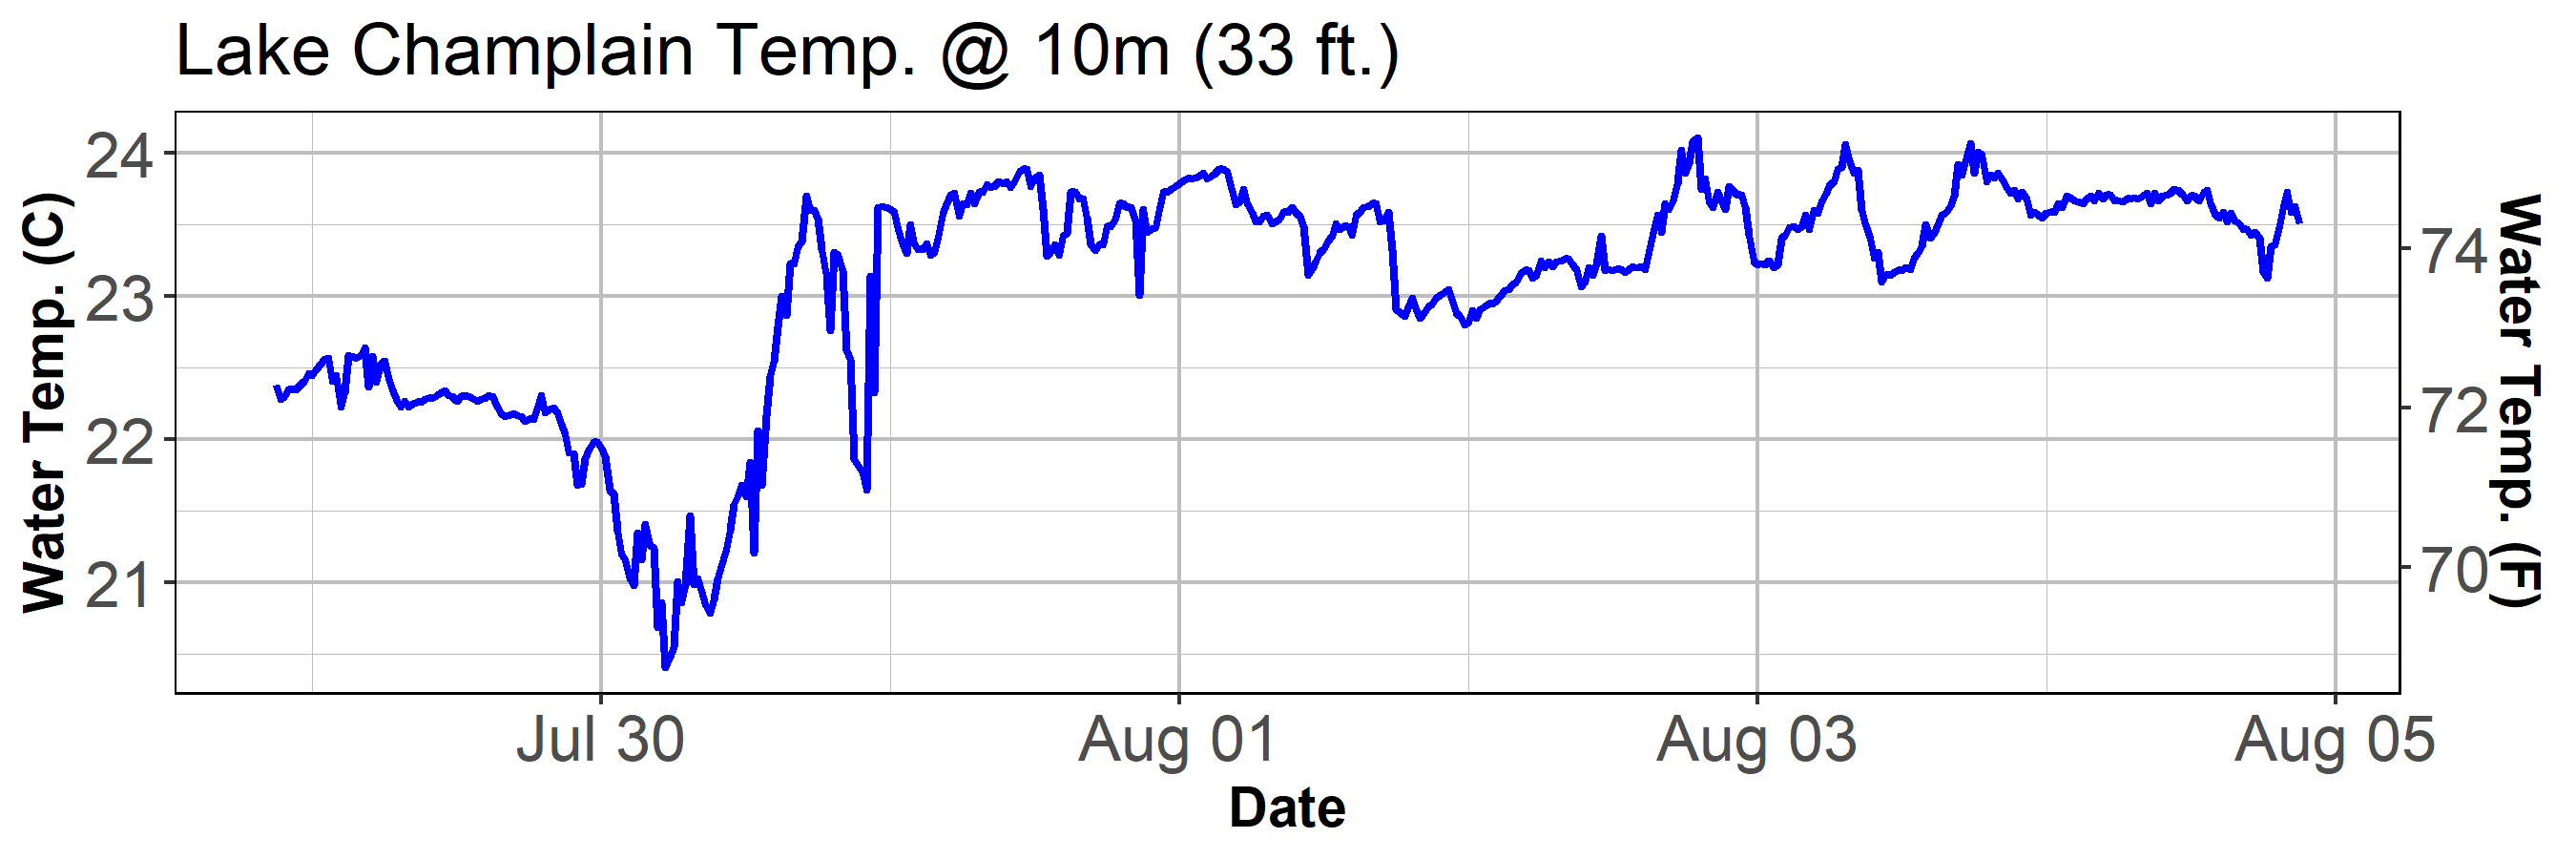 Lake Champlain Temp. @ 10m (33 ft.)
Water Temp. (C)
24
23
22
21
74
72
70
Water Temp. (F)
Jul 30
Aug 01
Aug 03
Aug 05
Date